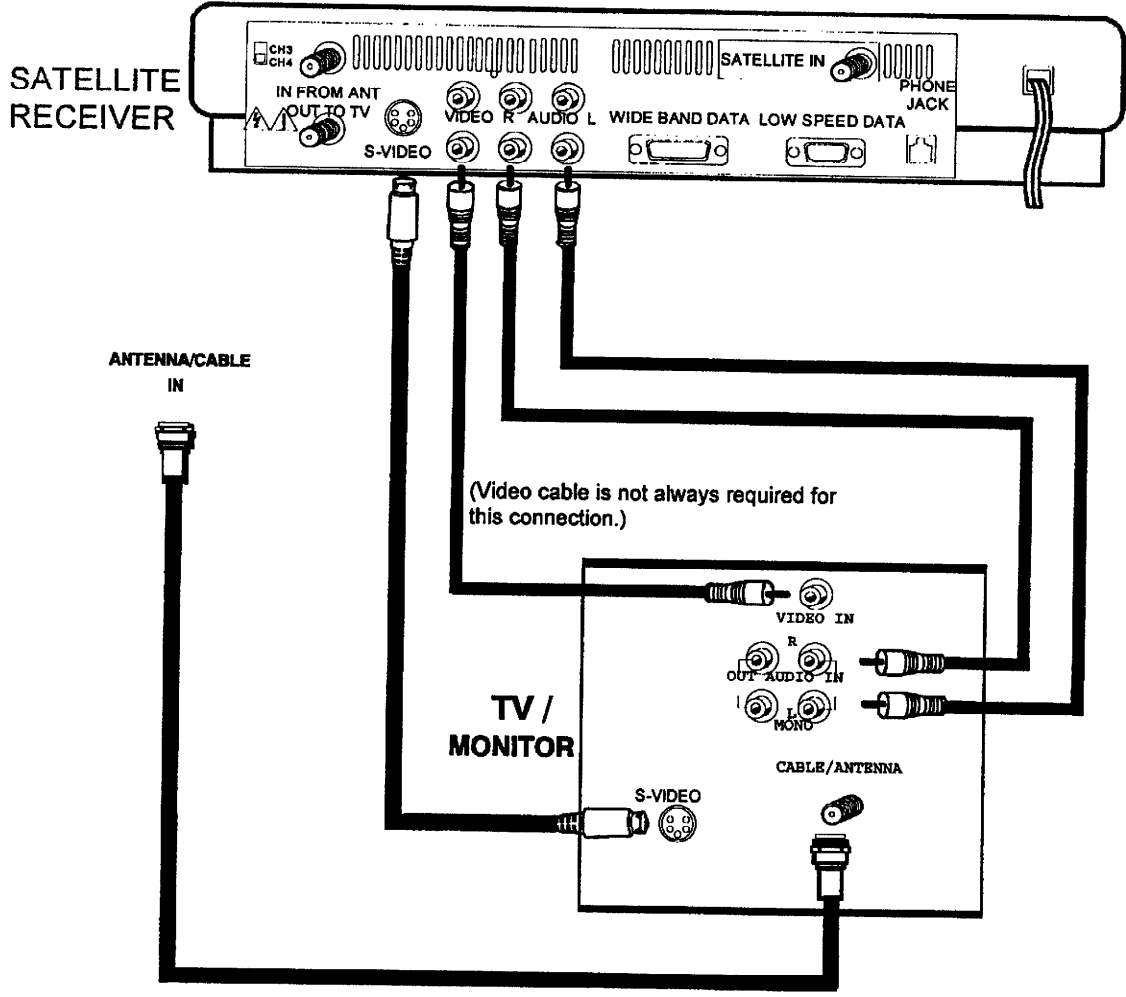 SATELLITE
RECEIVER
CH3
CH4
IN FROM ANT
OUT TO TV
S-VIDEO
VIDEO R AUDIO L
SATELLITE IN
WIDE BAND DATA
LOW SPEED DATA
PHONE
JACK
ANTENNA/CABLE
IN
(Video cable is not always required for
this connection.)
TV /
MONITOR
VIDEO IN
R
OUT AUDIO IN
L
MONO
CABLE/ANTENNA
S-VIDEO